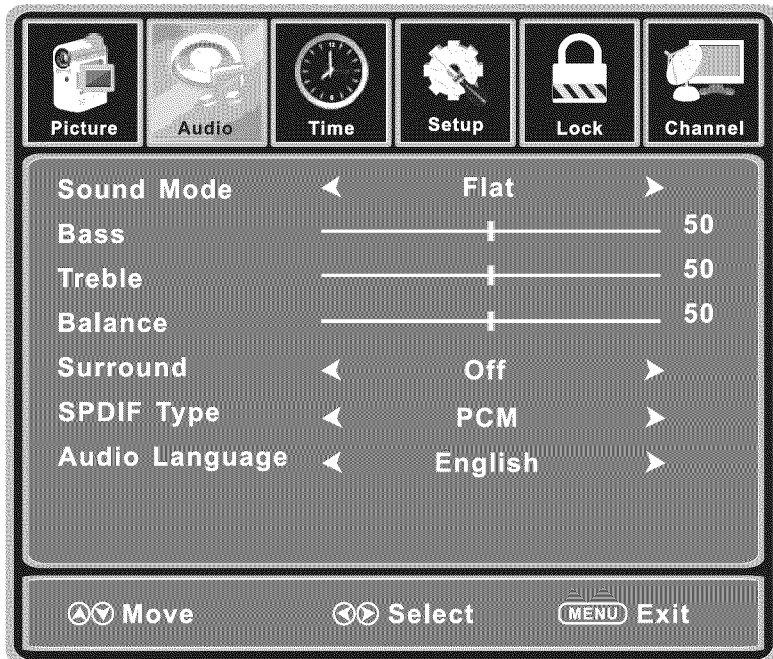 Picture Audio Time Setup Lock Channel
Sound Mode Flat
Bass 50
Treble 50
Balance 50
Surround Off
SPDIF Type PCM
Audio Language English
Move Select MENU Exit